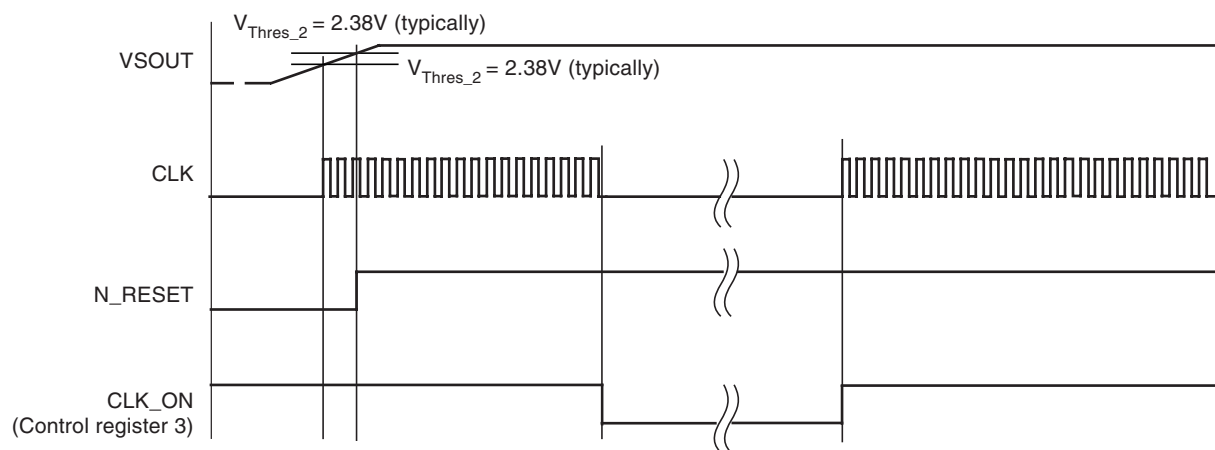 V_Thres_2 = 2.38V (typically)
VSOUT
V_Thres_2 = 2.38V (typically)
CLK
N_RESET
CLK_ON
(Control register 3)